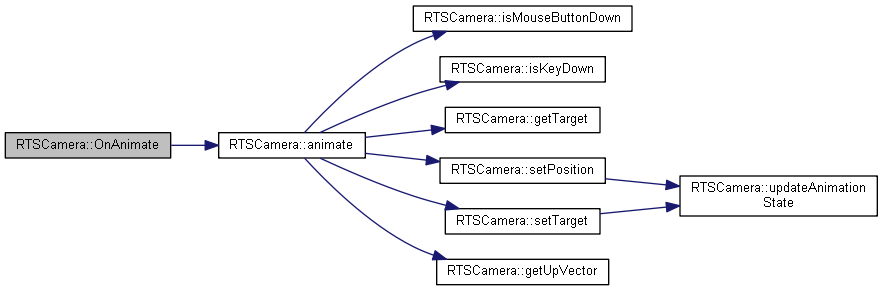 RTSCamera::OnAnimate
RTSCamera::animate
RTSCamera::isMouseButtonDown
RTSCamera::isKeyDown
RTSCamera::getTarget
RTSCamera::setPosition
RTSCamera::setTarget
RTSCamera::getUpVector
RTSCamera::updateAnimation
State